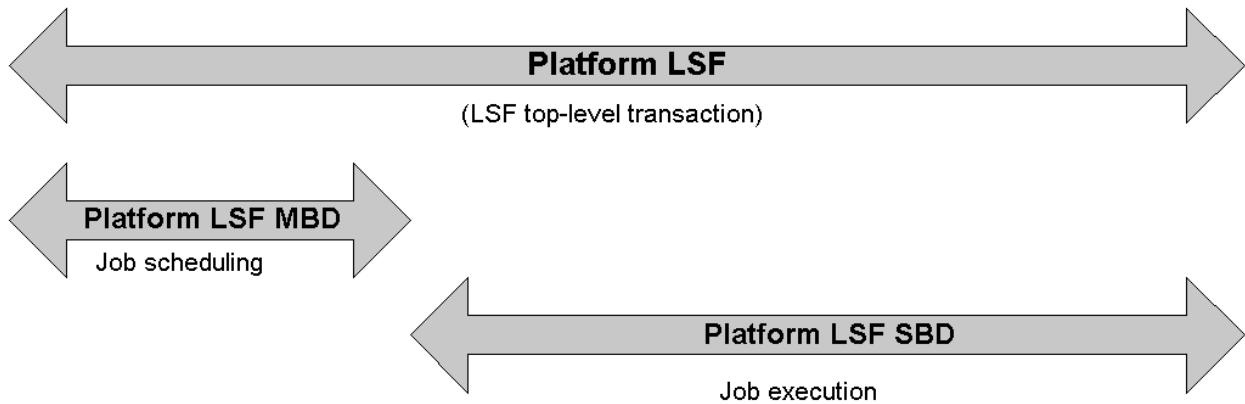 Platform LSF
(LSF top-level transaction)
Platform LSF MBD
Job scheduling
Platform LSF SBD
Job execution